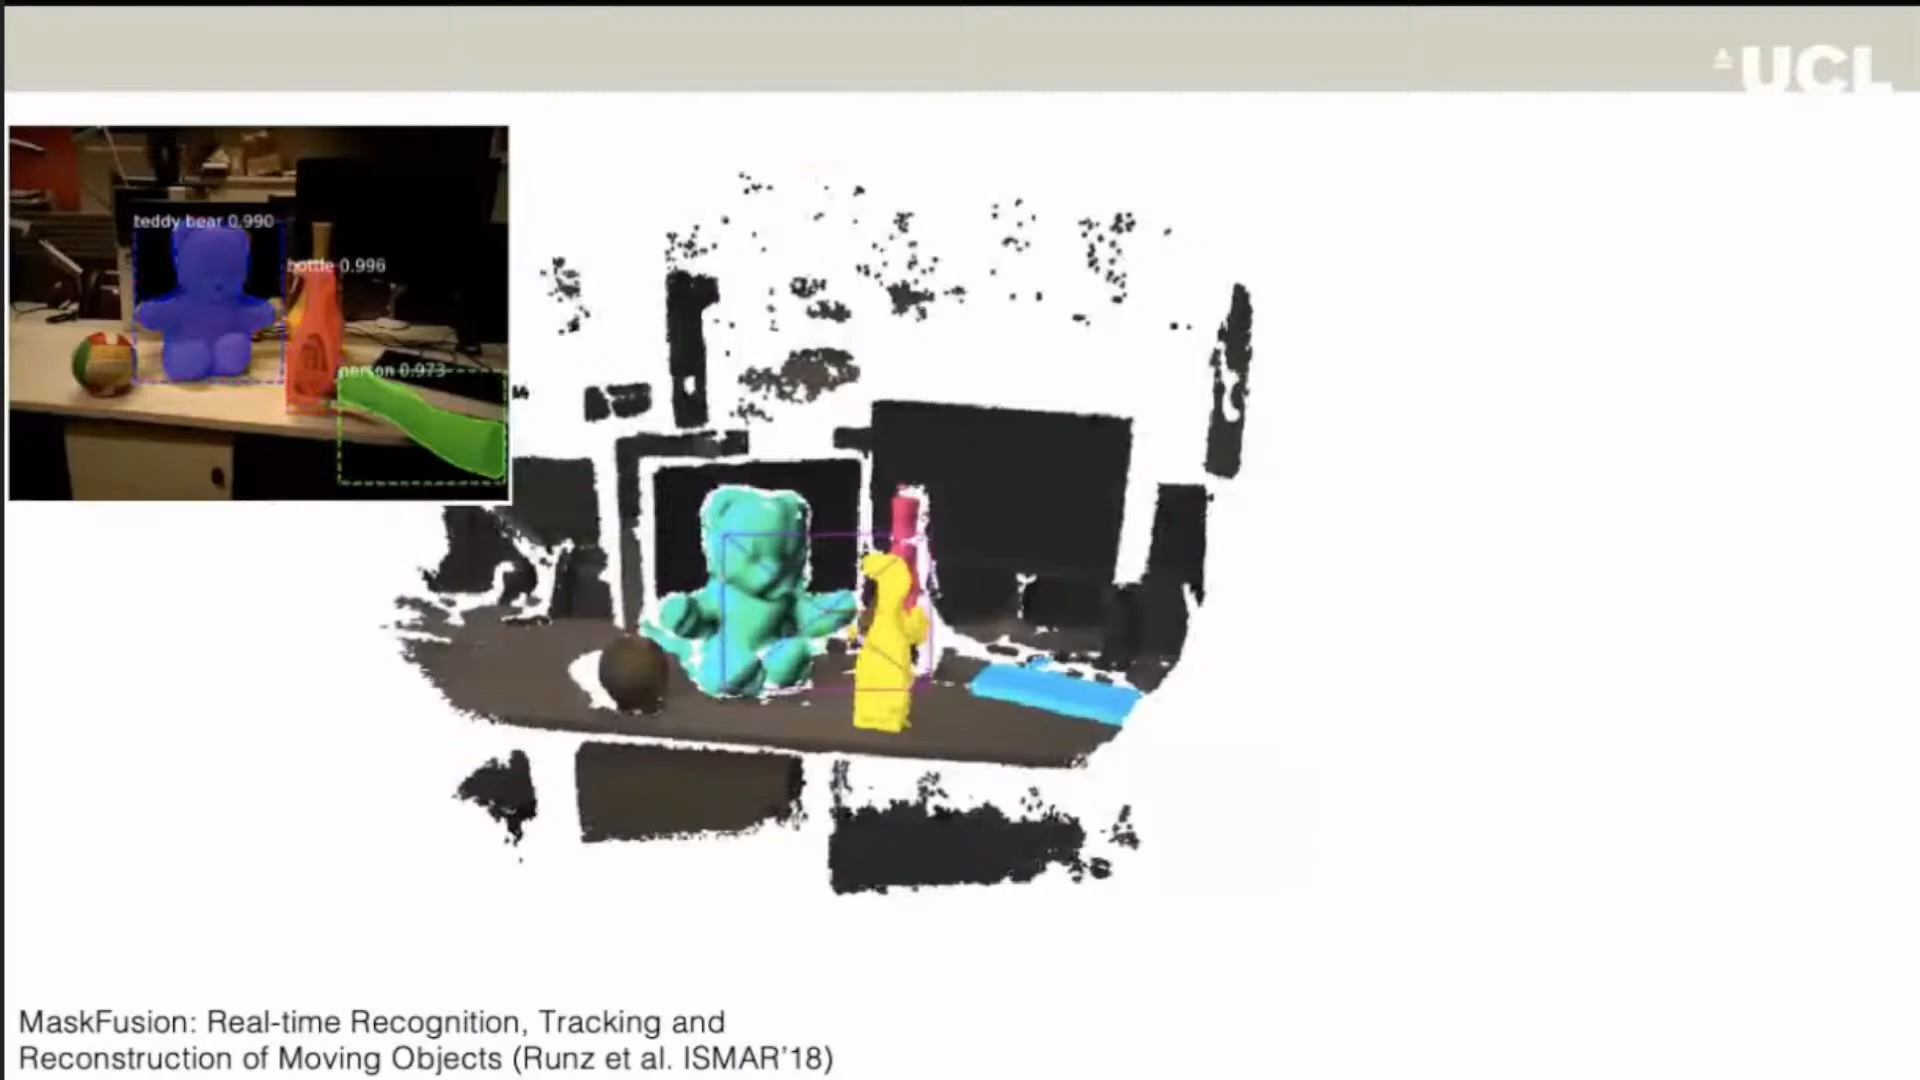 UCL
teddy bear 0.990
bottle 0.996
person 0.973
MaskFusion: Real-time Recognition, Tracking and
Reconstruction of Moving Objects (Runz et al. ISMAR'18)